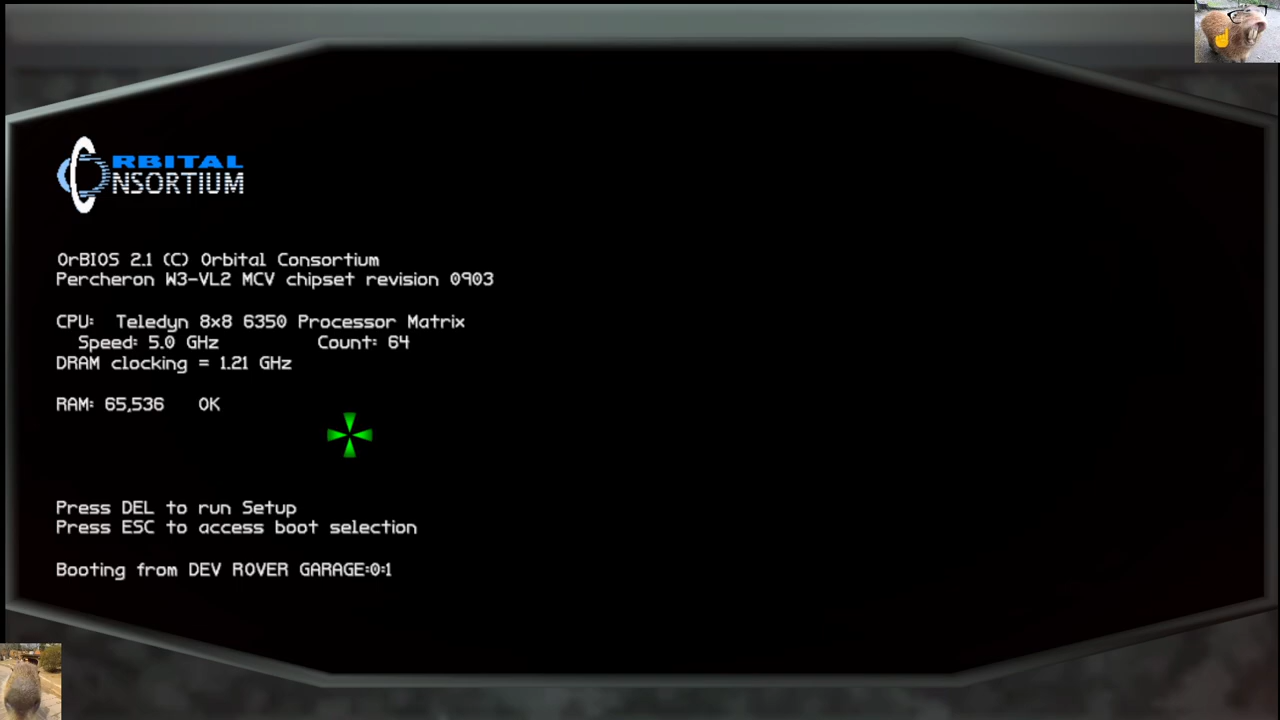 ORBITAL
CONSORTIUM
OrBIOS 2.1 (C) Orbital Consortium
Percheron W3-VL2 MCV chipset revision 0903
CPU: Teledyn 8x8 6350 Processor Matrix
Speed: 5.0 GHz Count: 64
DRAM clocking = 1.21 GHz
RAM: 65,536 OK
Press DEL to run Setup
Press ESC to access boot selection
Booting from DEV ROVER GARAGE:0:1